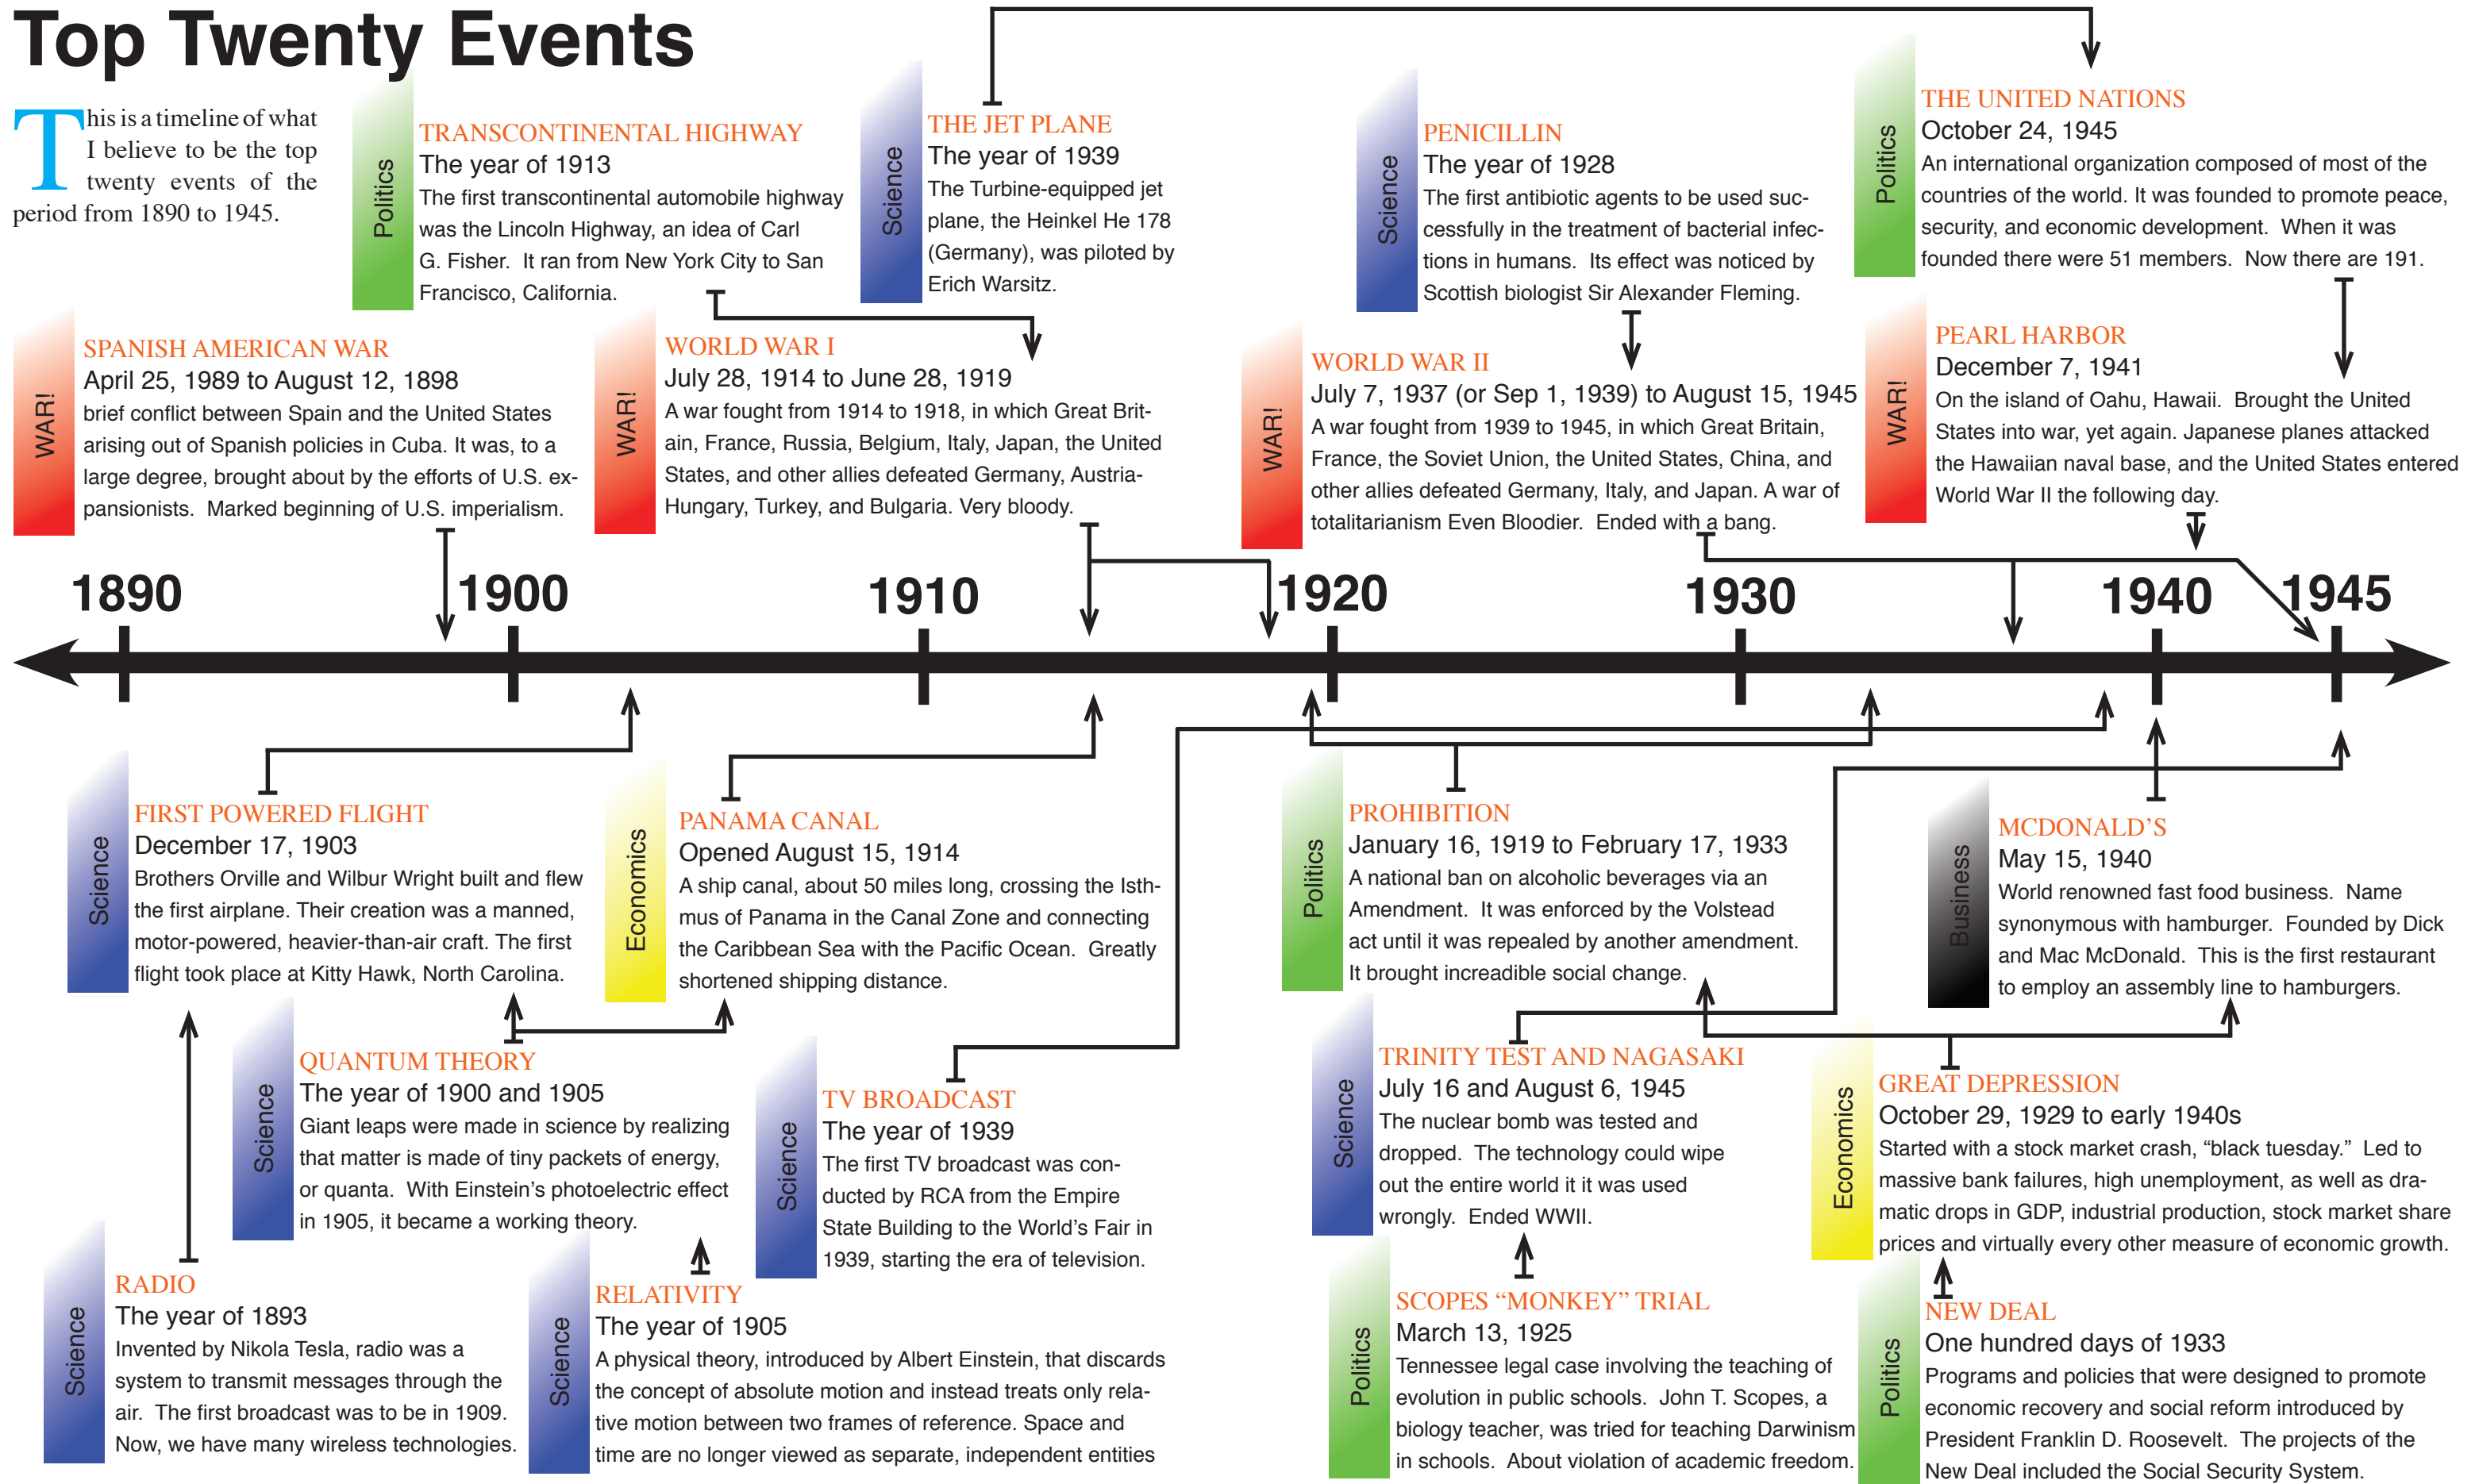 Top Twenty Events
This is a timeline of what
I believe to be the top
twenty events of the
period from 1890 to 1945.
Politics
TRANSCONTINENTAL HIGHWAY
The year of 1913
The first transcontinental automobile highway
was the Lincoln Highway, an idea of Carl
G. Fisher. It ran from New York City to San
Francisco, California.
Science
THE JET PLANE
The year of 1939
The Turbine-equipped jet
plane, the Heinkel He 178
(Germany), was piloted by
Erich Warsitz.
Science
PENICILLIN
The year of 1928
The first antibiotic agents to be used suc-
cessfully in the treatment of bacterial infec-
tions in humans. Its effect was noticed by
Scottish biologist Sir Alexander Fleming.
Politics
THE UNITED NATIONS
October 24, 1945
An international organization composed of most of the
countries of the world. It was founded to promote peace,
security, and economic development. When it was
founded there were 51 members. Now there are 191.
WAR!
SPANISH AMERICAN WAR
April 25, 1989 to August 12, 1898
brief conflict between Spain and the United States
arising out of Spanish policies in Cuba. It was, to a
large degree, brought about by the efforts of U.S. ex-
pansionists. Marked beginning of U.S. imperialism.
WAR!
WORLD WAR I
July 28, 1914 to June 28, 1919
A war fought from 1914 to 1918, in which Great Brit-
ain, France, Russia, Belgium, Italy, Japan, the United
States, and other allies defeated Germany, Austria-
Hungary, Turkey, and Bulgaria. Very bloody.
WAR!
WORLD WAR II
July 7, 1937 (or Sep 1, 1939) to August 15, 1945
A war fought from 1939 to 1945, in which Great Britain,
France, the Soviet Union, the United States, China, and
other allies defeated Germany, Italy, and Japan. A war of
totalitarianism Even Bloodier. Ended with a bang.
WAR!
PEARL HARBOR
December 7, 1941
On the island of Oahu, Hawaii. Brought the United
States into war, yet again. Japanese planes attacked
the Hawaiian naval base, and the United States entered
World War II the following day.
1890
1900
1910
1920
1930
1940
1945
Science
FIRST POWERED FLIGHT
December 17, 1903
Brothers Orville and Wilbur Wright built and flew
the first airplane. Their creation was a manned,
motor-powered, heavier-than-air craft. The first
flight took place at Kitty Hawk, North Carolina.
Economics
PANAMA CANAL
Opened August 15, 1914
A ship canal, about 50 miles long, crossing the Isth-
mus of Panama in the Canal Zone and connecting
the Caribbean Sea with the Pacific Ocean. Greatly
shortened shipping distance.
Politics
PROHIBITION
January 16, 1919 to February 17, 1933
A national ban on alcoholic beverages via an
Amendment. It was enforced by the Volstead
act until it was repealed by another amendment.
It brought increadible social change.
Business
MCDONALD'S
May 15, 1940
World renowned fast food business. Name
synonymous with hamburger. Founded by Dick
and Mac McDonald. This is the first restaurant
to employ an assembly line to hamburgers.
Science
QUANTUM THEORY
The year of 1900 and 1905
Giant leaps were made in science by realizing
that matter is made of tiny packets of energy,
or quanta. With Einstein's photoelectric effect
in 1905, it became a working theory.
Science
TV BROADCAST
The year of 1939
The first TV broadcast was con-
ducted by RCA from the Empire
State Building to the World's Fair in
1939, starting the era of television.
Science
TRINITY TEST AND NAGASAKI
July 16 and August 6, 1945
The nuclear bomb was tested and
dropped. The technology could wipe
out the entire world it it was used
wrongly. Ended WWII.
Economics
GREAT DEPRESSION
October 29, 1929 to early 1940s
Started with a stock market crash, “black tuesday.” Led to
massive bank failures, high unemployment, as well as dra-
matic drops in GDP, industrial production, stock market share
prices and virtually every other measure of economic growth.
Science
RADIO
The year of 1893
Invented by Nikola Tesla, radio was a
system to transmit messages through the
air. The first broadcast was to be in 1909.
Now, we have many wireless technologies.
Science
RELATIVITY
The year of 1905
A physical theory, introduced by Albert Einstein, that discards
the concept of absolute motion and instead treats only rela-
tive motion between two frames of reference. Space and
time are no longer viewed as separate, independent entities
Politics
SCOPES “MONKEY” TRIAL
March 13, 1925
Tennessee legal case involving the teaching of
evolution in public schools. John T. Scopes, a
biology teacher, was tried for teaching Darwinism
in schools. About violation of academic freedom.
Politics
NEW DEAL
One hundred days of 1933
Programs and policies that were designed to promote
economic recovery and social reform introduced by
President Franklin D. Roosevelt. The projects of the
New Deal included the Social Security System.